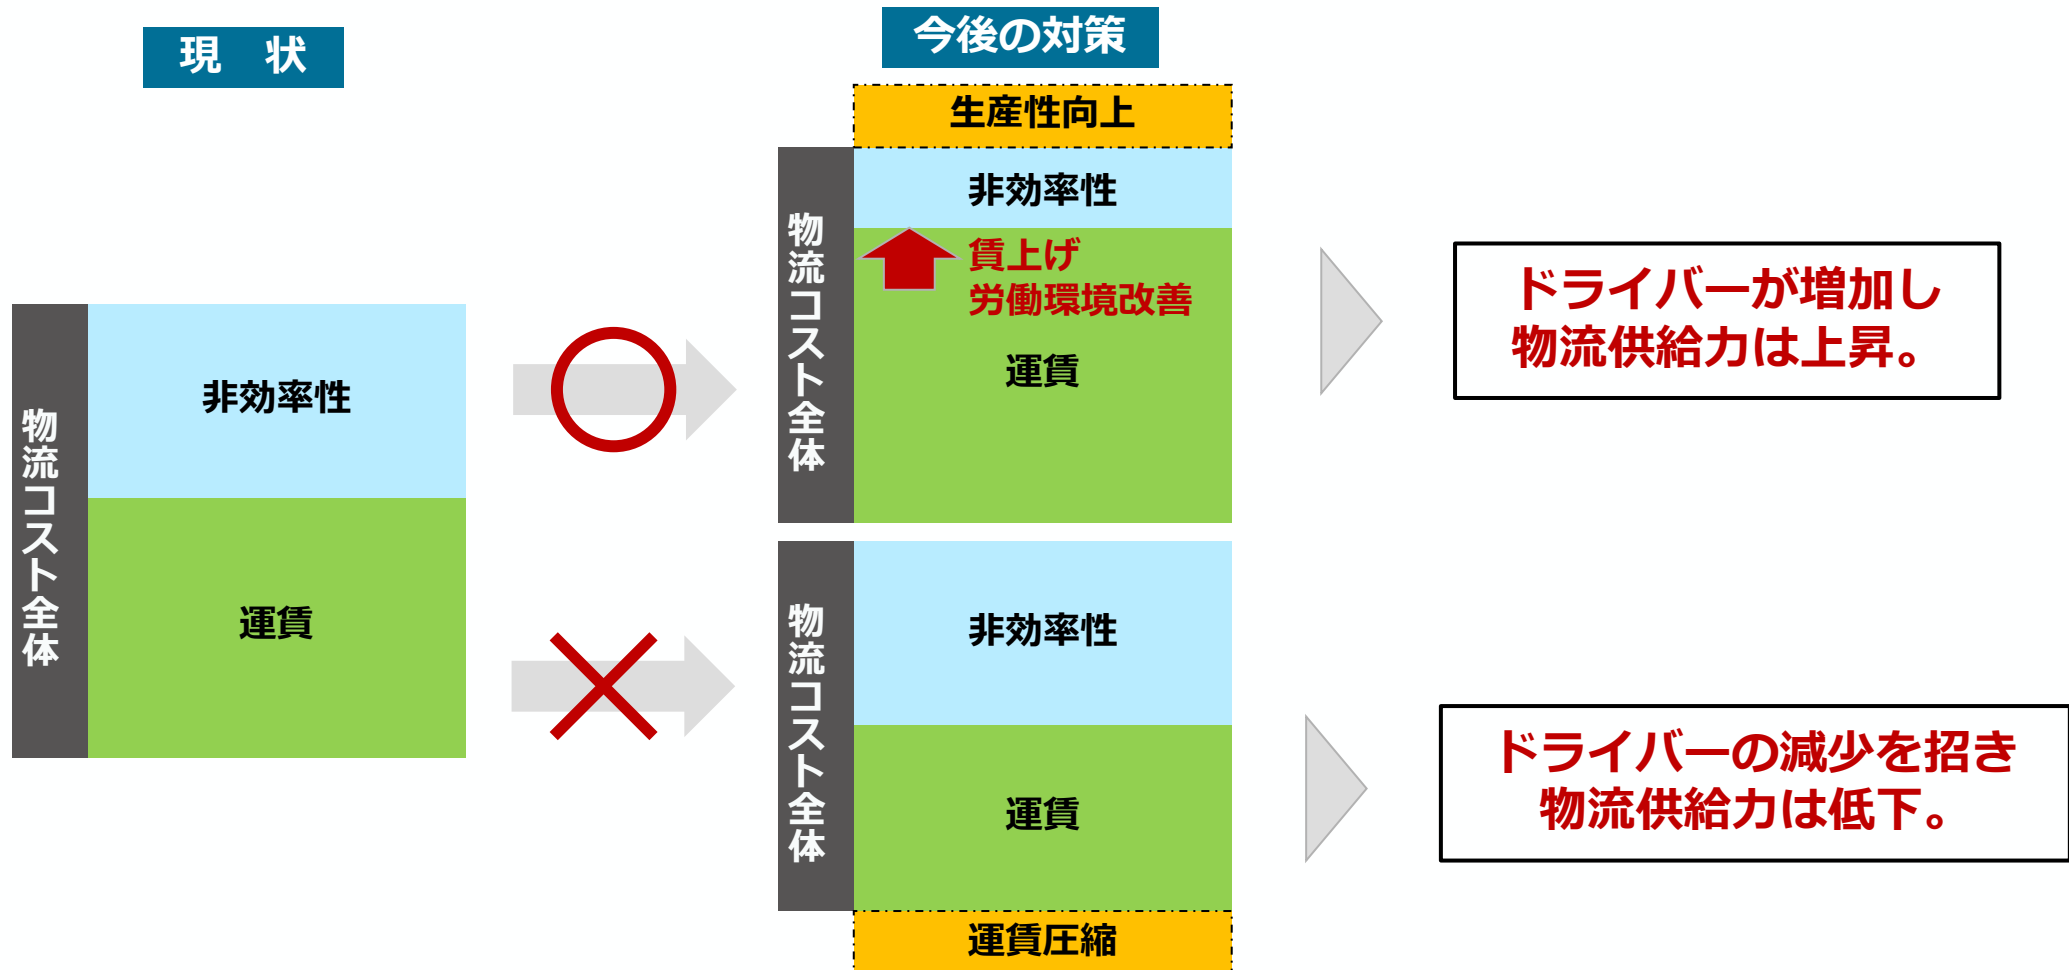 現　状
物流コスト全体
非効率性
運賃
今後の対策
生産性向上
物流コスト全体
非効率性
賃上げ
労働環境改善
運賃
ドライバーが増加し
物流供給力は上昇。
物流コスト全体
非効率性
運賃
運賃圧縮
ドライバーの減少を招き
物流供給力は低下。